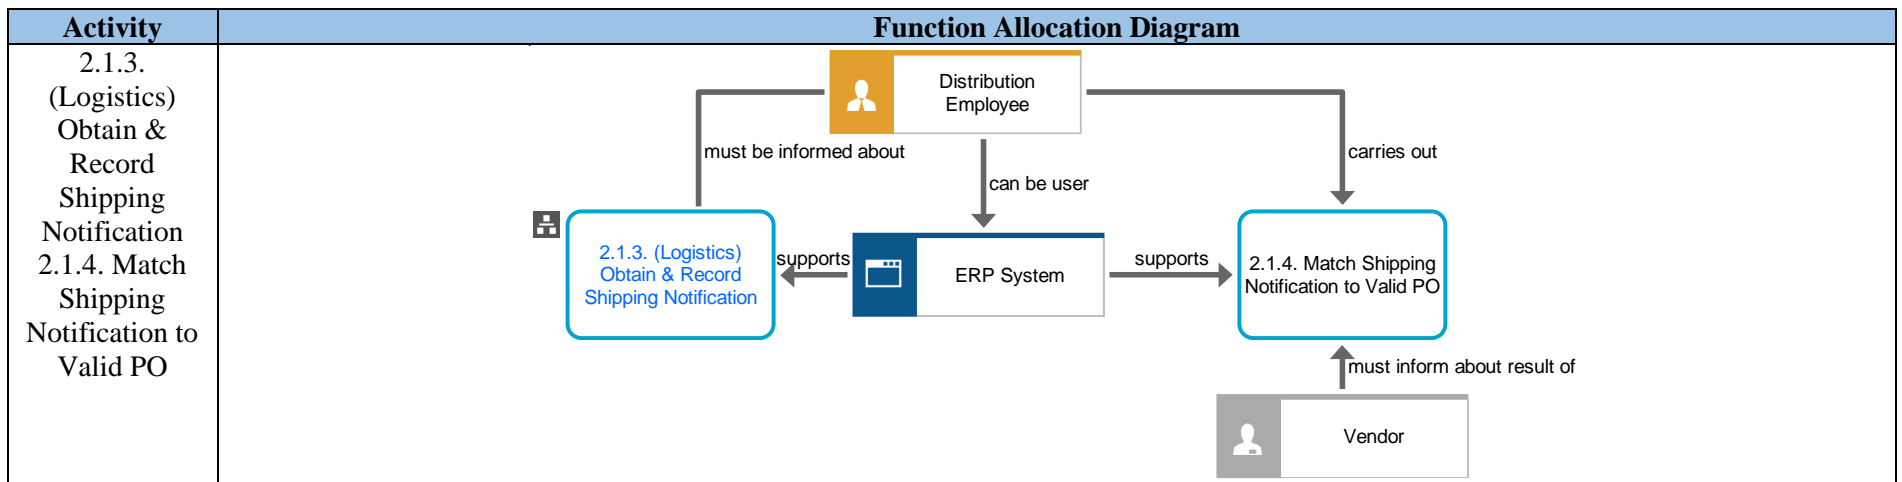 Activity
Function Allocation Diagram
2.1.3.
(Logistics)
Obtain &
Record
Shipping
Notification
2.1.4. Match
Shipping
Notification to
Valid PO
Distribution
Employee
must be informed about
can be user
carries out
2.1.3. (Logistics)
Obtain & Record
Shipping Notification
supports
ERP System
supports
2.1.4. Match Shipping
Notification to Valid PO
must inform about result of
Vendor